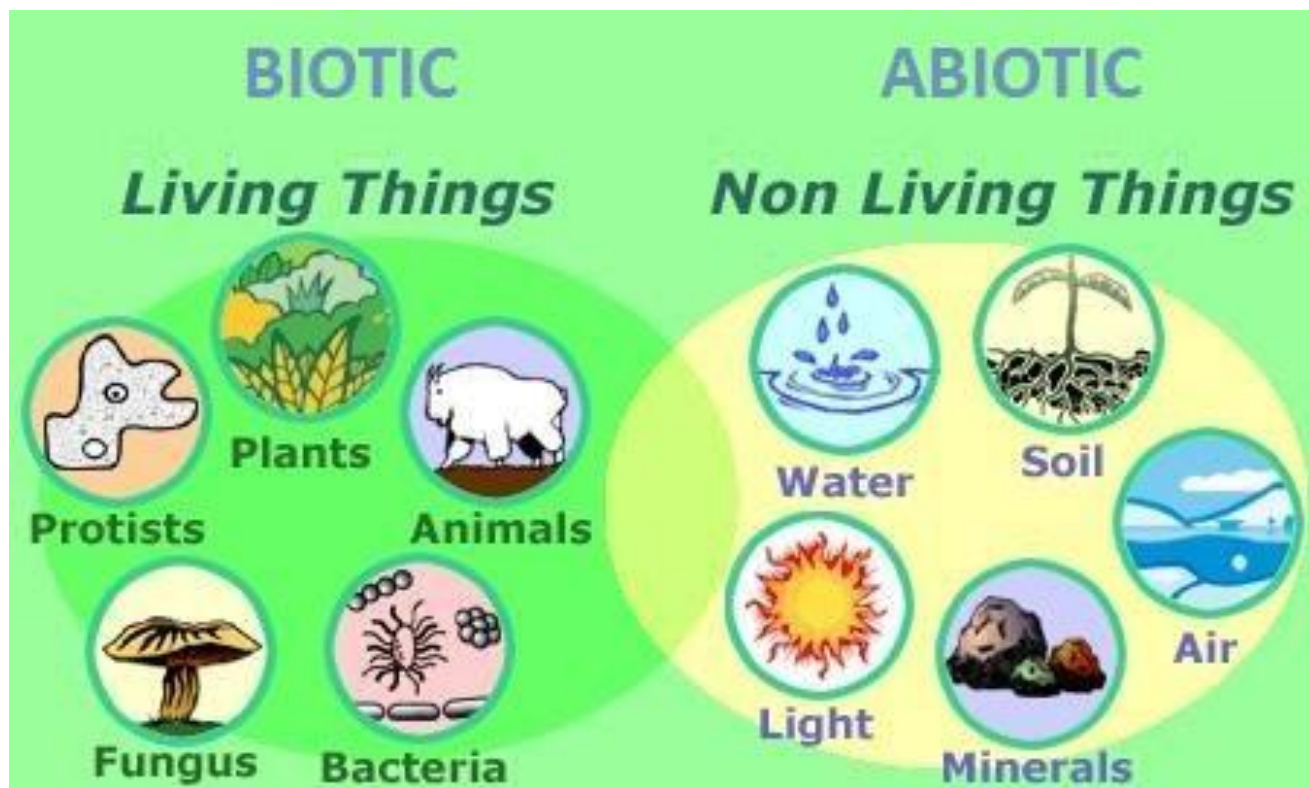 BIOTIC
ABIOTIC
Living Things
Non Living Things
Plants
Protists
Animals
Fungus
Bacteria
Water
Soil
Air
Light
Minerals